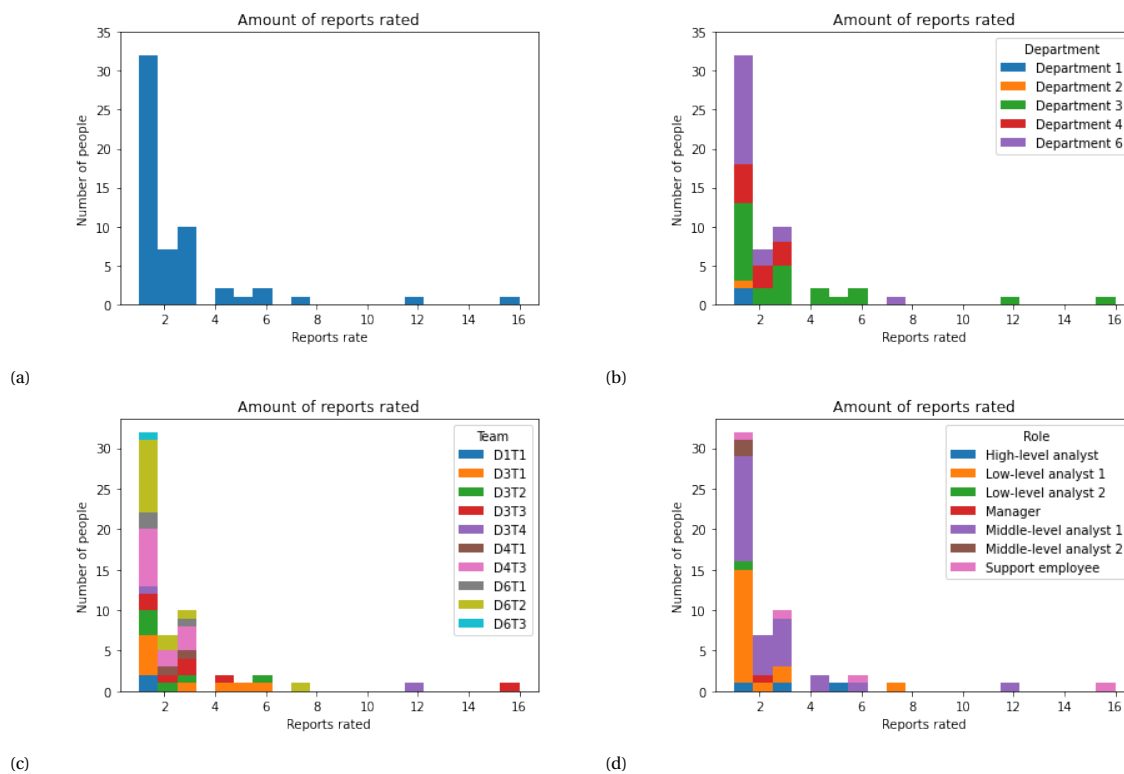 Amount of reports rated
35
30
25
20
15
10
5
0
Number of people
2 4 6 8 10 12 14 16
Reports rate
(a)
Amount of reports rated
35
30
25
20
15
10
5
0
Number of people
Department
Department 1
Department 2
Department 3
Department 4
Department 6
2 4 6 8 10 12 14 16
Reports rated
(b)
Amount of reports rated
30
25
20
15
10
5
0
Number of people
Team
D1T1
D3T1
D3T2
D3T3
D3T4
D4T1
D4T3
D6T1
D6T2
D6T3
2 4 6 8 10 12 14 16
Reports rated
(c)
Amount of reports rated
30
25
20
15
10
5
0
Number of people
Role
High-level analyst
Low-level analyst 1
Low-level analyst 2
Manager
Middle-level analyst 1
Middle-level analyst 2
Support employee
2 4 6 8 10 12 14 16
Reports rated
(d)